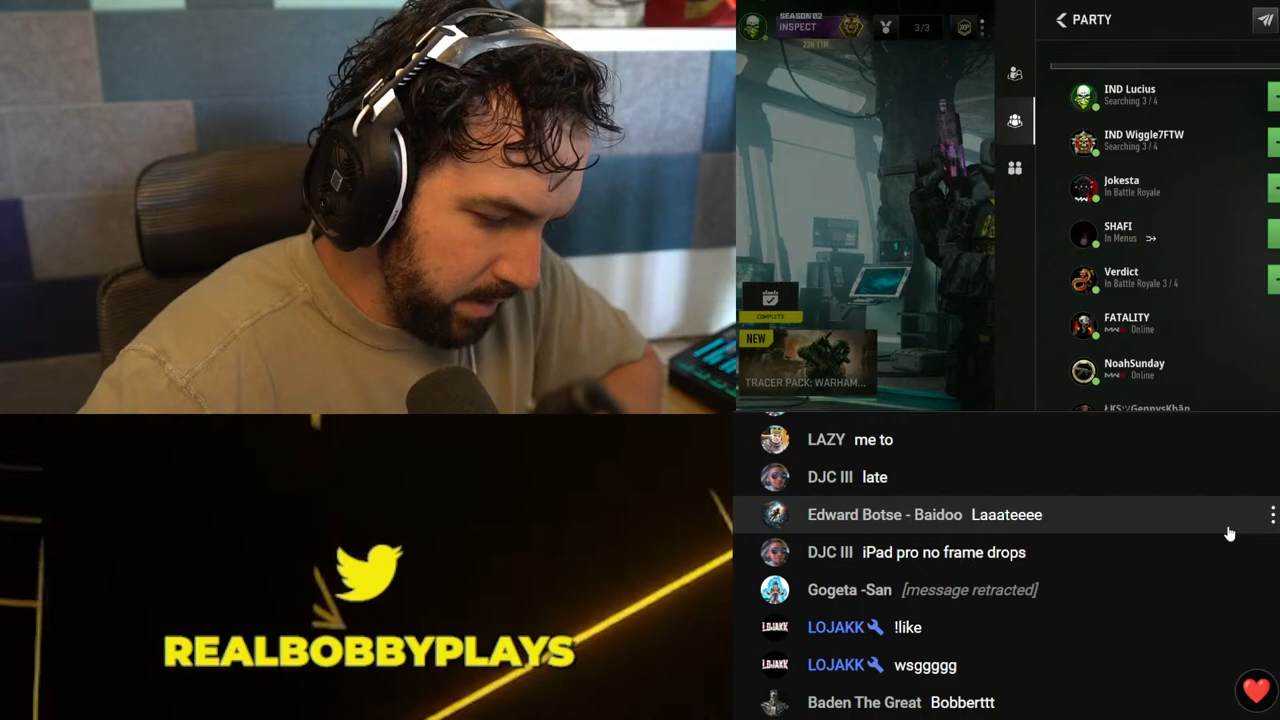 SEASON 02
INSPECT
22H 11M
3/3
PARTY
IND Lucius
Searching 3 / 4
IND Wiggle7FTW
Searching 3 / 4
Jokesta
In Battle Royale
SHAFI
In Menus
Verdict
In Battle Royale 3 / 4
FATALITY
Online
NoahSunday
Online
COMPLETE
NEW
TRACER PACK: WARHAM...
LAZY me to
DJC III late
Edward Botse - Baidoo Laaateeee
DJC III iPad pro no frame drops
Gogeta -San [message retracted]
LOJAKK !like
LOJAKK wsggggg
Baden The Great Bobberttt
REALBOBBYPLAYS